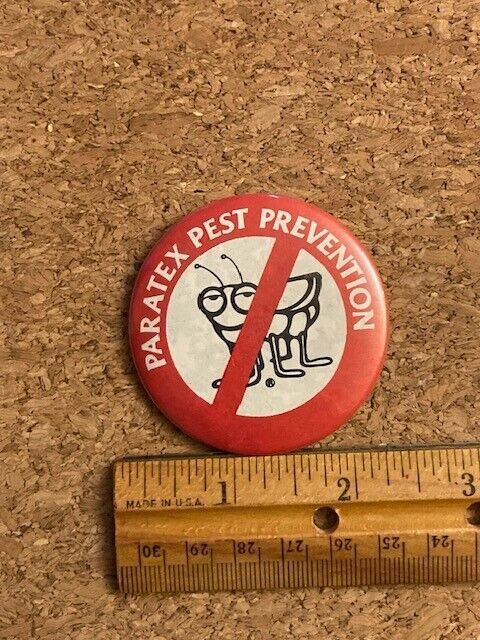 PARATEX PEST PREVENTION
®
MADE IN U.S.A. 1 2 3
30 29 28 27 26 25 24